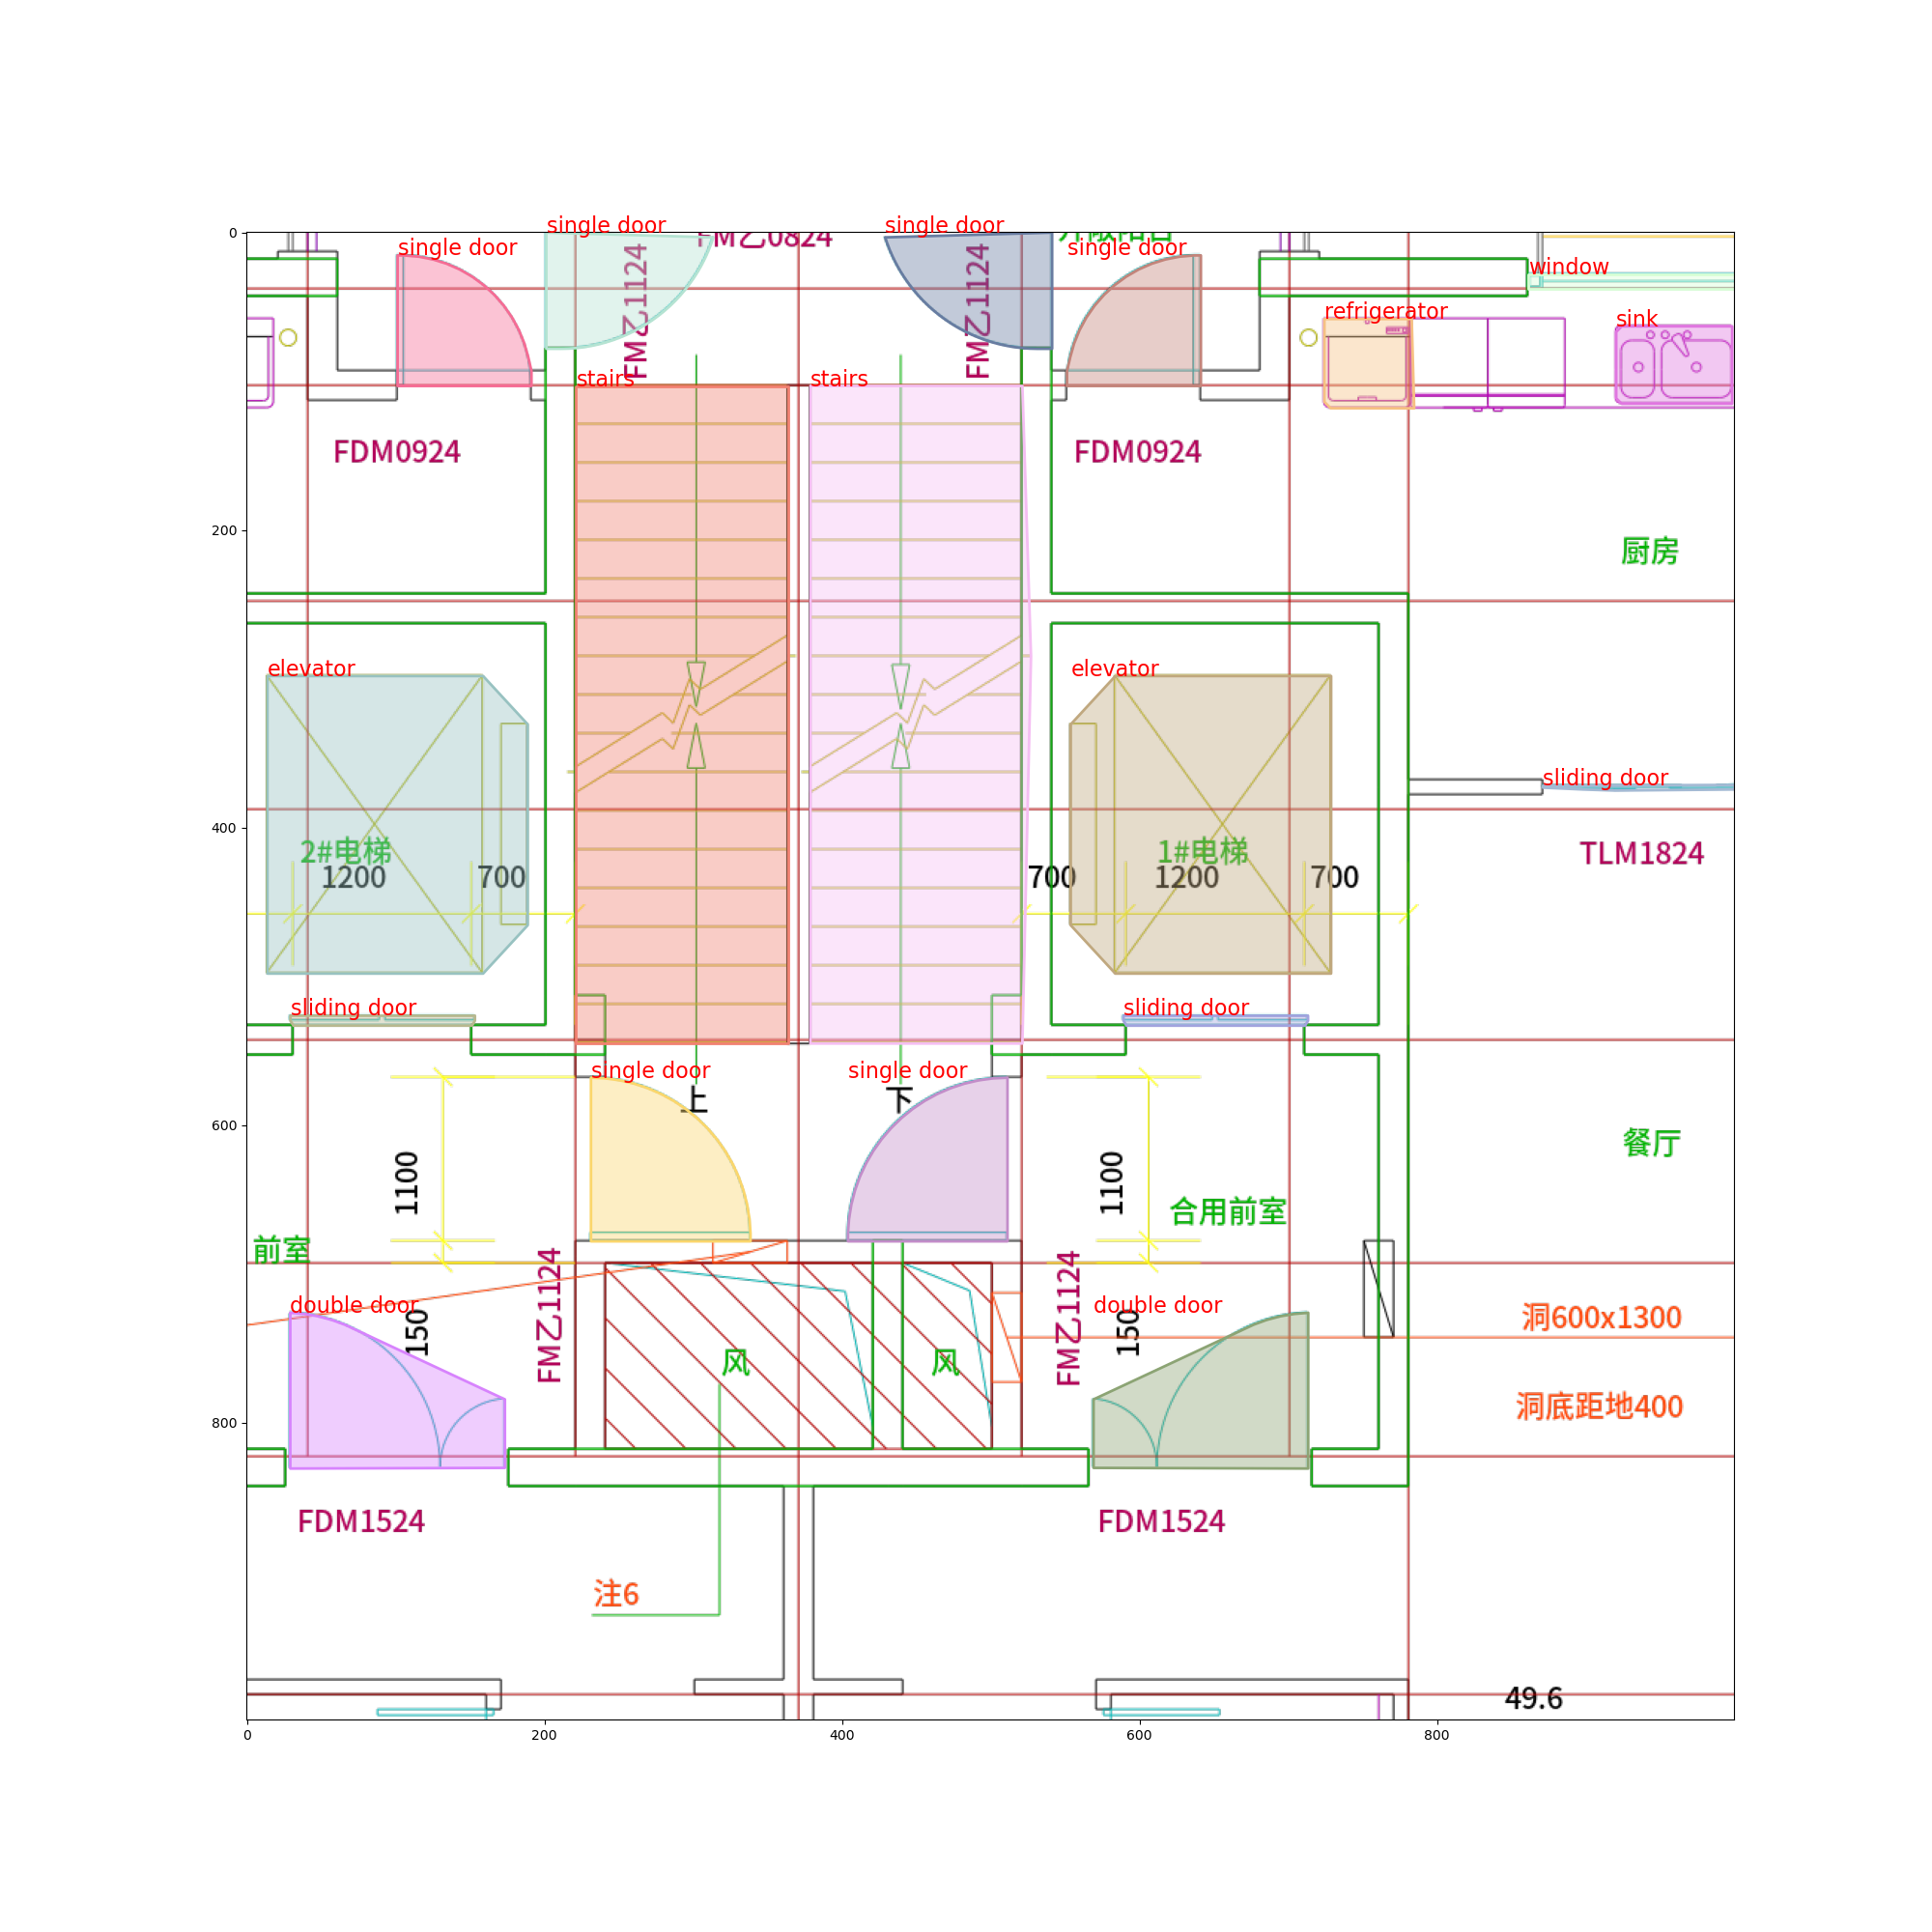 single door
single door
single door
single door
FM乙1124
FM乙0824
FM乙1124
window
refrigerator
sink
stairs
stairs
FDM0924
FDM0924
厨房
elevator
elevator
sliding door
2#电梯
1#电梯
TLM1824
1200
700
700
1200
700
sliding door
sliding door
single door
single door
上
下
1100
1100
餐厅
合用前室
前室
FM乙1124
FM乙1124
double door
double door
150
150
洞600x1300
风
风
洞底距地400
FDM1524
FDM1524
注6
49.6
0
200
400
600
800
0
200
400
600
800